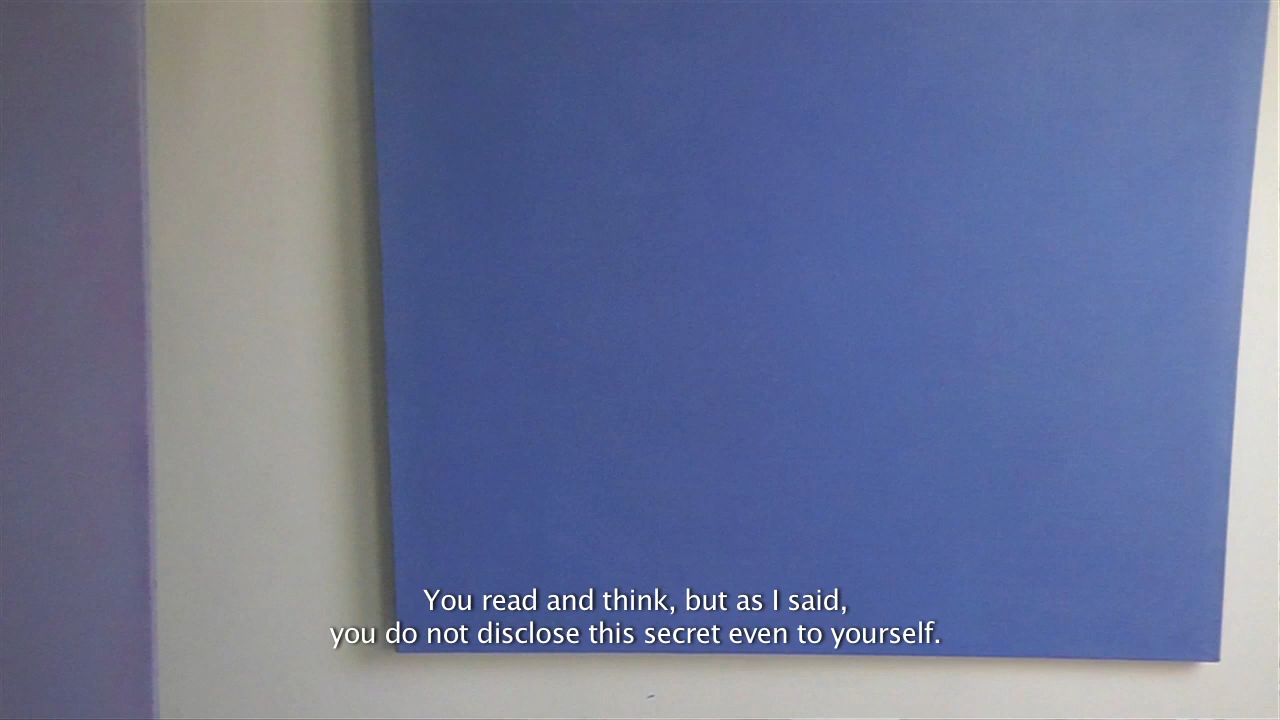 You read and think, but as I said,
you do not disclose this secret even to yourself.